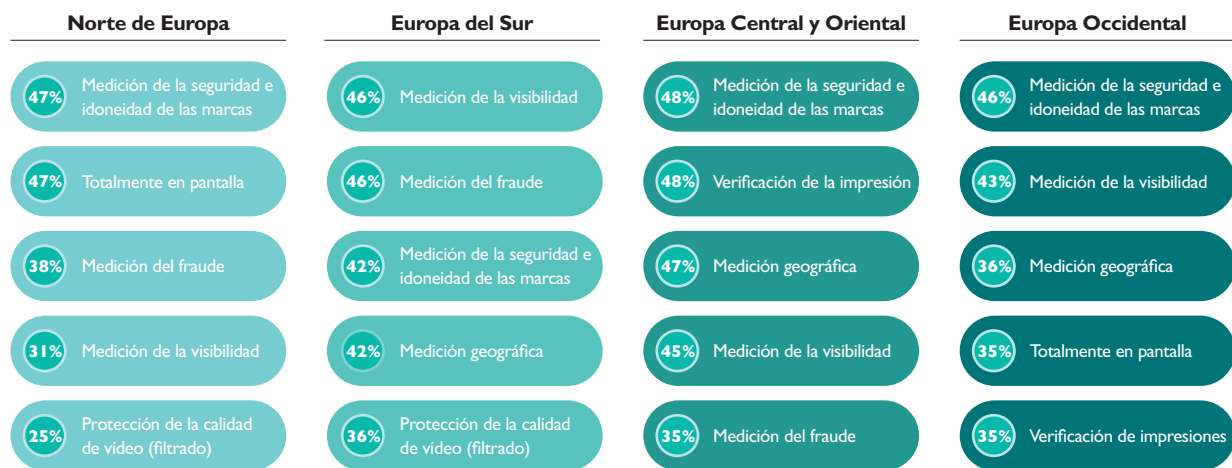 Norte de Europa
47%
Medición de la seguridad e
idoneidad de las marcas
47%
Totalmente en pantalla
38%
Medición del fraude
31%
Medición de la visibilidad
25%
Protección de la calidad
de vídeo (filtrado)
Europa del Sur
46%
Medición de la visibilidad
46%
Medición del fraude
42%
Medición de la seguridad e
idoneidad de las marcas
42%
Medición geográfica
36%
Protección de la calidad
de vídeo (filtrado)
Europa Central y Oriental
48%
Medición de la seguridad e
idoneidad de las marcas
48%
Verificación de la impresión
47%
Medición geográfica
45%
Medición de la visibilidad
35%
Medición del fraude
Europa Occidental
46%
Medición de la seguridad e
idoneidad de las marcas
43%
Medición de la visibilidad
36%
Medición geográfica
35%
Totalmente en pantalla
35%
Verificación de impresiones